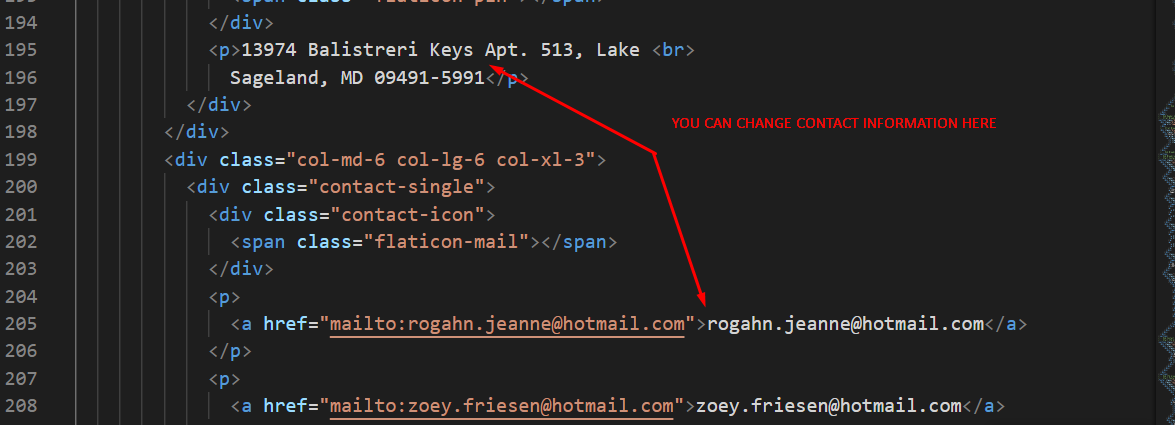 194 </div>
195 <p>13974 Balistreri Keys Apt. 513, Lake <br>
196 Sageland, MD 09491-5991</p>
197 </div>
YOU CAN CHANGE CONTACT INFORMATION HERE
198 </div>
199 <div class="col-md-6 col-lg-6 col-xl-3">
200 <div class="contact-single">
201 <div class="contact-icon">
202 <span class="flaticon-mail"></span>
203 </div>
204 <p>
205 <a href="mailto:rogahn.jeanne@hotmail.com">rogahn.jeanne@hotmail.com</a>
206 </p>
207 <p>
208 <a href="mailto:zoey.friesen@hotmail.com">zoey.friesen@hotmail.com</a>